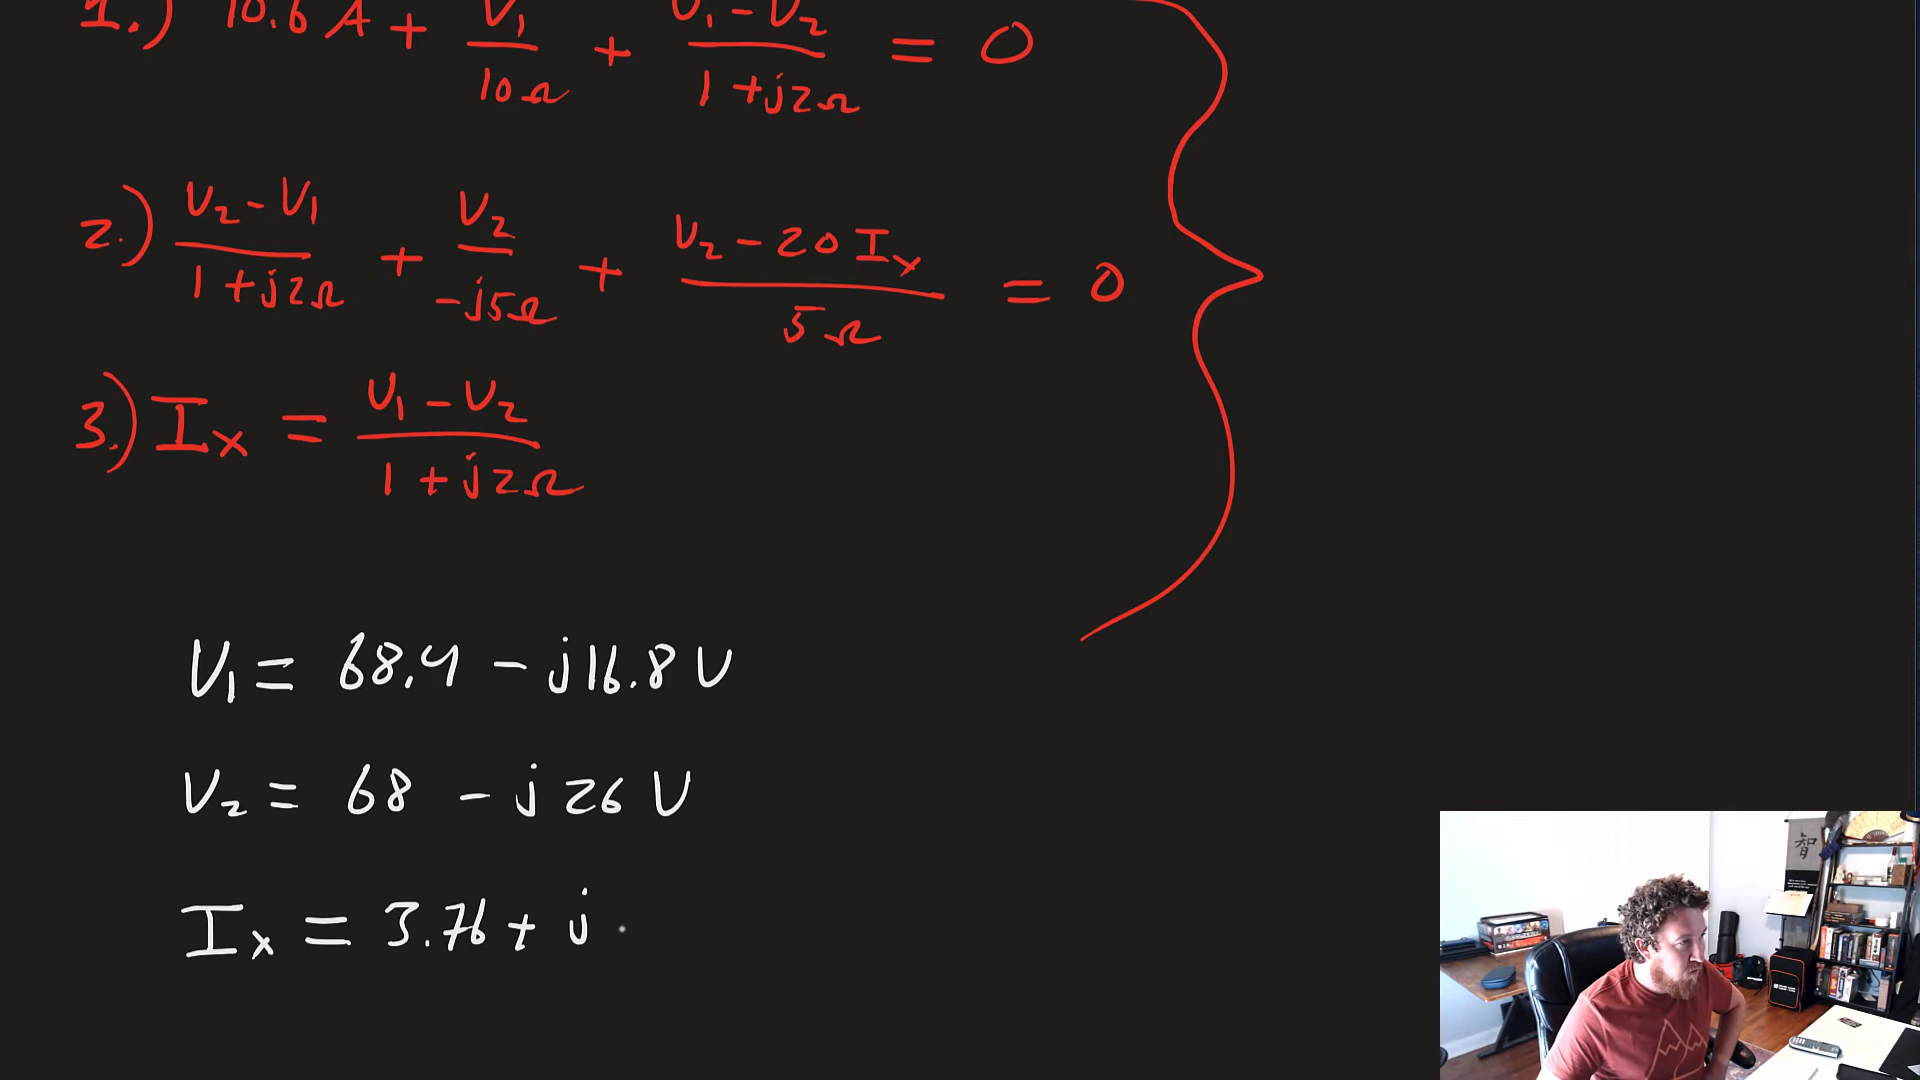 1.) 10.6 A + V₁/10Ω + (V₁ - V₂)/(1 + j2Ω) = 0
2.) (V₂ - V₁)/(1 + j2Ω) + V₂/(-j5Ω) + (V₂ - 20 Iₓ)/5Ω = 0
3.) Iₓ = (V₁ - V₂)/(1 + j2Ω)
V₁ = 68.4 - j16.8 V
V₂ = 68 - j 26 V
Iₓ = 3.76 + j
智